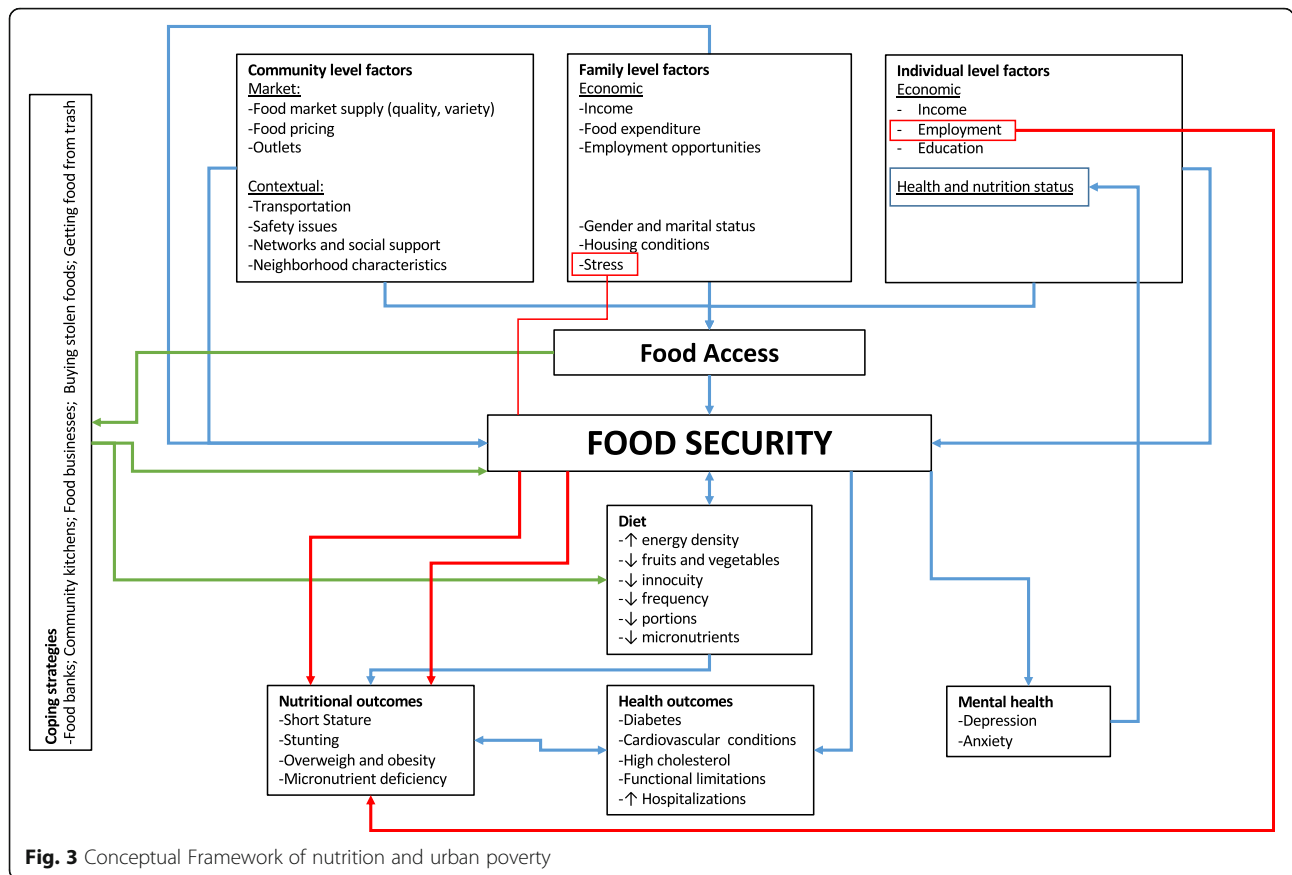 Community level factors
Market:
-Food market supply (quality, variety)
-Food pricing
-Outlets
Contextual:
-Transportation
-Safety issues
-Networks and social support
-Neighborhood characteristics
Family level factors
Economic
-Income
-Food expenditure
-Employment opportunities
-Gender and marital status
-Housing conditions
-Stress
Individual level factors
Economic
- Income
- Employment
- Education
Health and nutrition status
Coping strategies
-Food banks; Community kitchens; Food businesses; Buying stolen foods; Getting food from trash
Food Access
FOOD SECURITY
Diet
-↑ energy density
-↓ fruits and vegetables
-↓ innocuity
-↓ frequency
-↓ portions
-↓ micronutrients
Nutritional outcomes
-Short Stature
-Stunting
-Overweigh and obesity
-Micronutrient deficiency
Health outcomes
-Diabetes
-Cardiovascular conditions
-High cholesterol
-Functional limitations
-↑ Hospitalizations
Mental health
-Depression
-Anxiety
Fig. 3 Conceptual Framework of nutrition and urban poverty